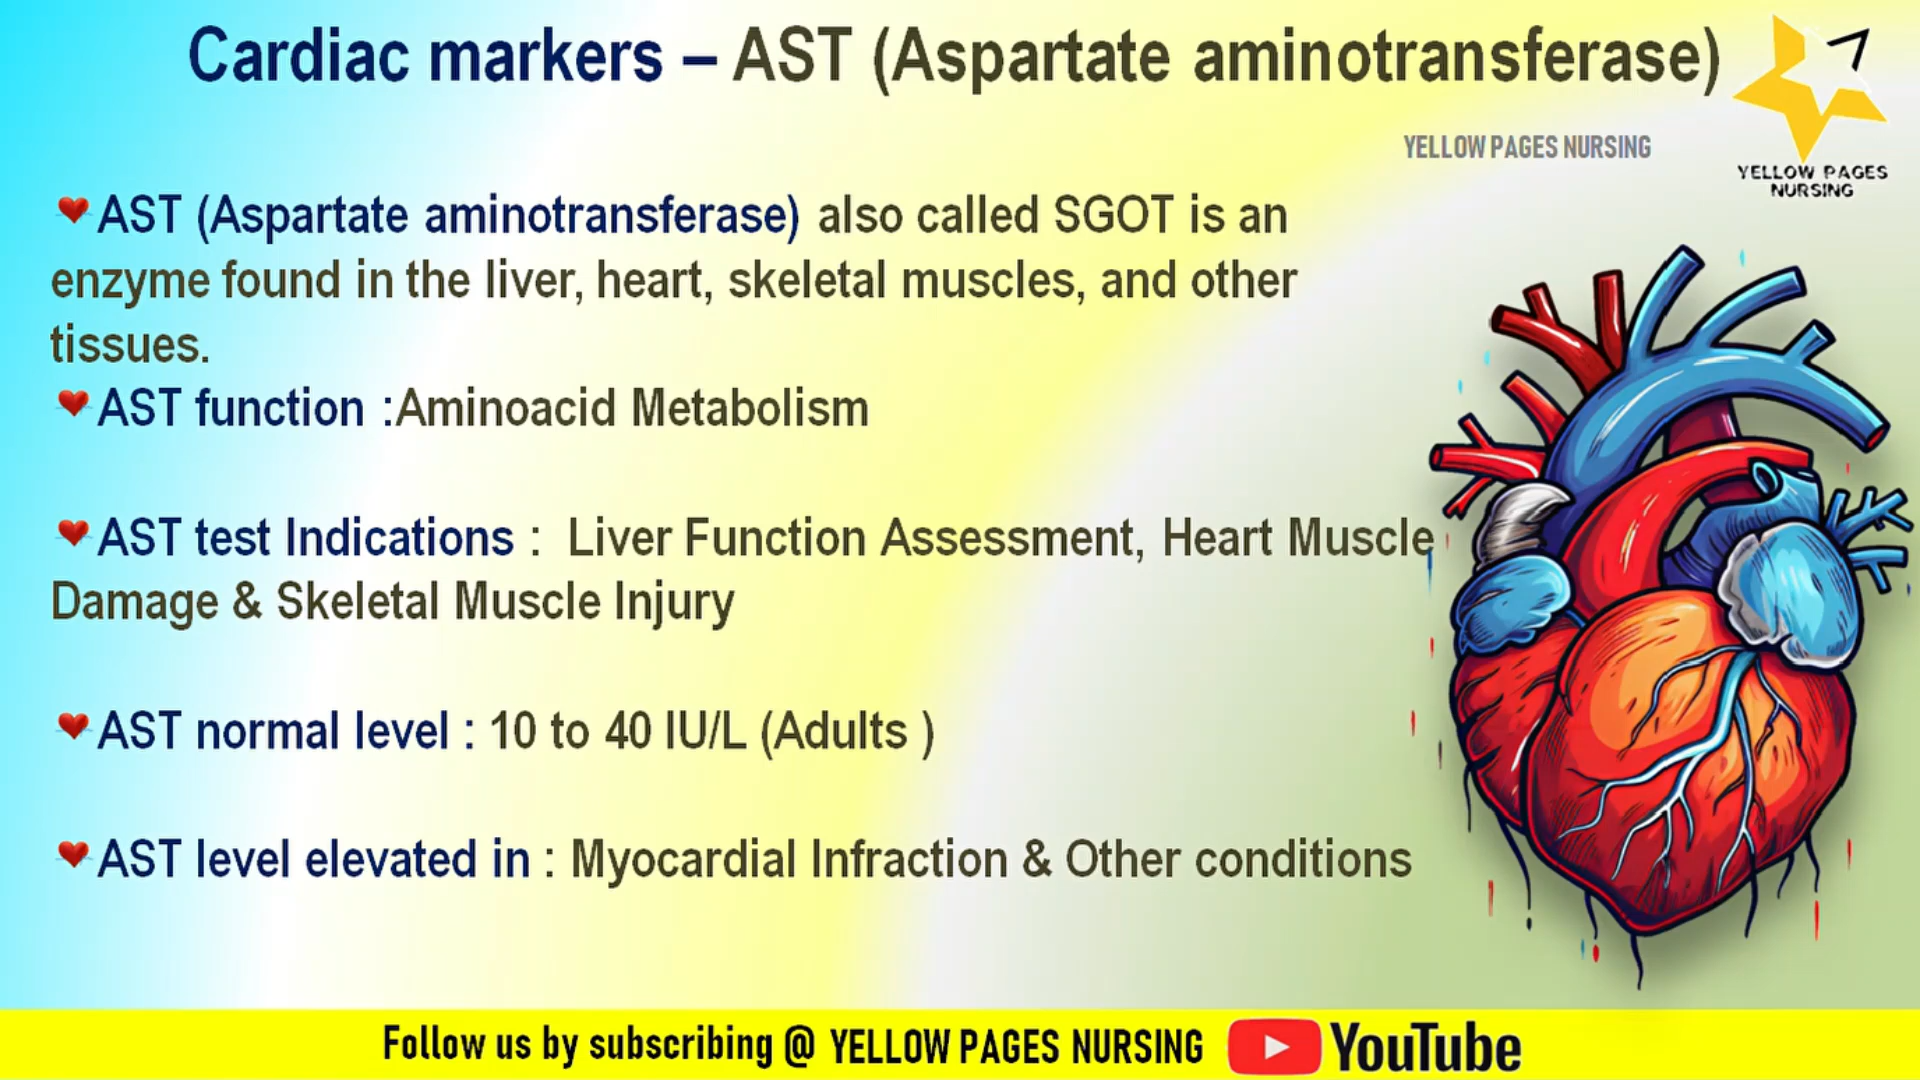 Cardiac markers – AST (Aspartate aminotransferase)
YELLOW PAGES NURSING
YELLOW PAGES
NURSING
AST (Aspartate aminotransferase) also called SGOT is an
enzyme found in the liver, heart, skeletal muscles, and other
tissues.
AST function :Aminoacid Metabolism
AST test Indications : Liver Function Assessment, Heart Muscle
Damage & Skeletal Muscle Injury
AST normal level : 10 to 40 IU/L (Adults )
AST level elevated in : Myocardial Infraction & Other conditions
Follow us by subscribing @ YELLOW PAGES NURSING YouTube